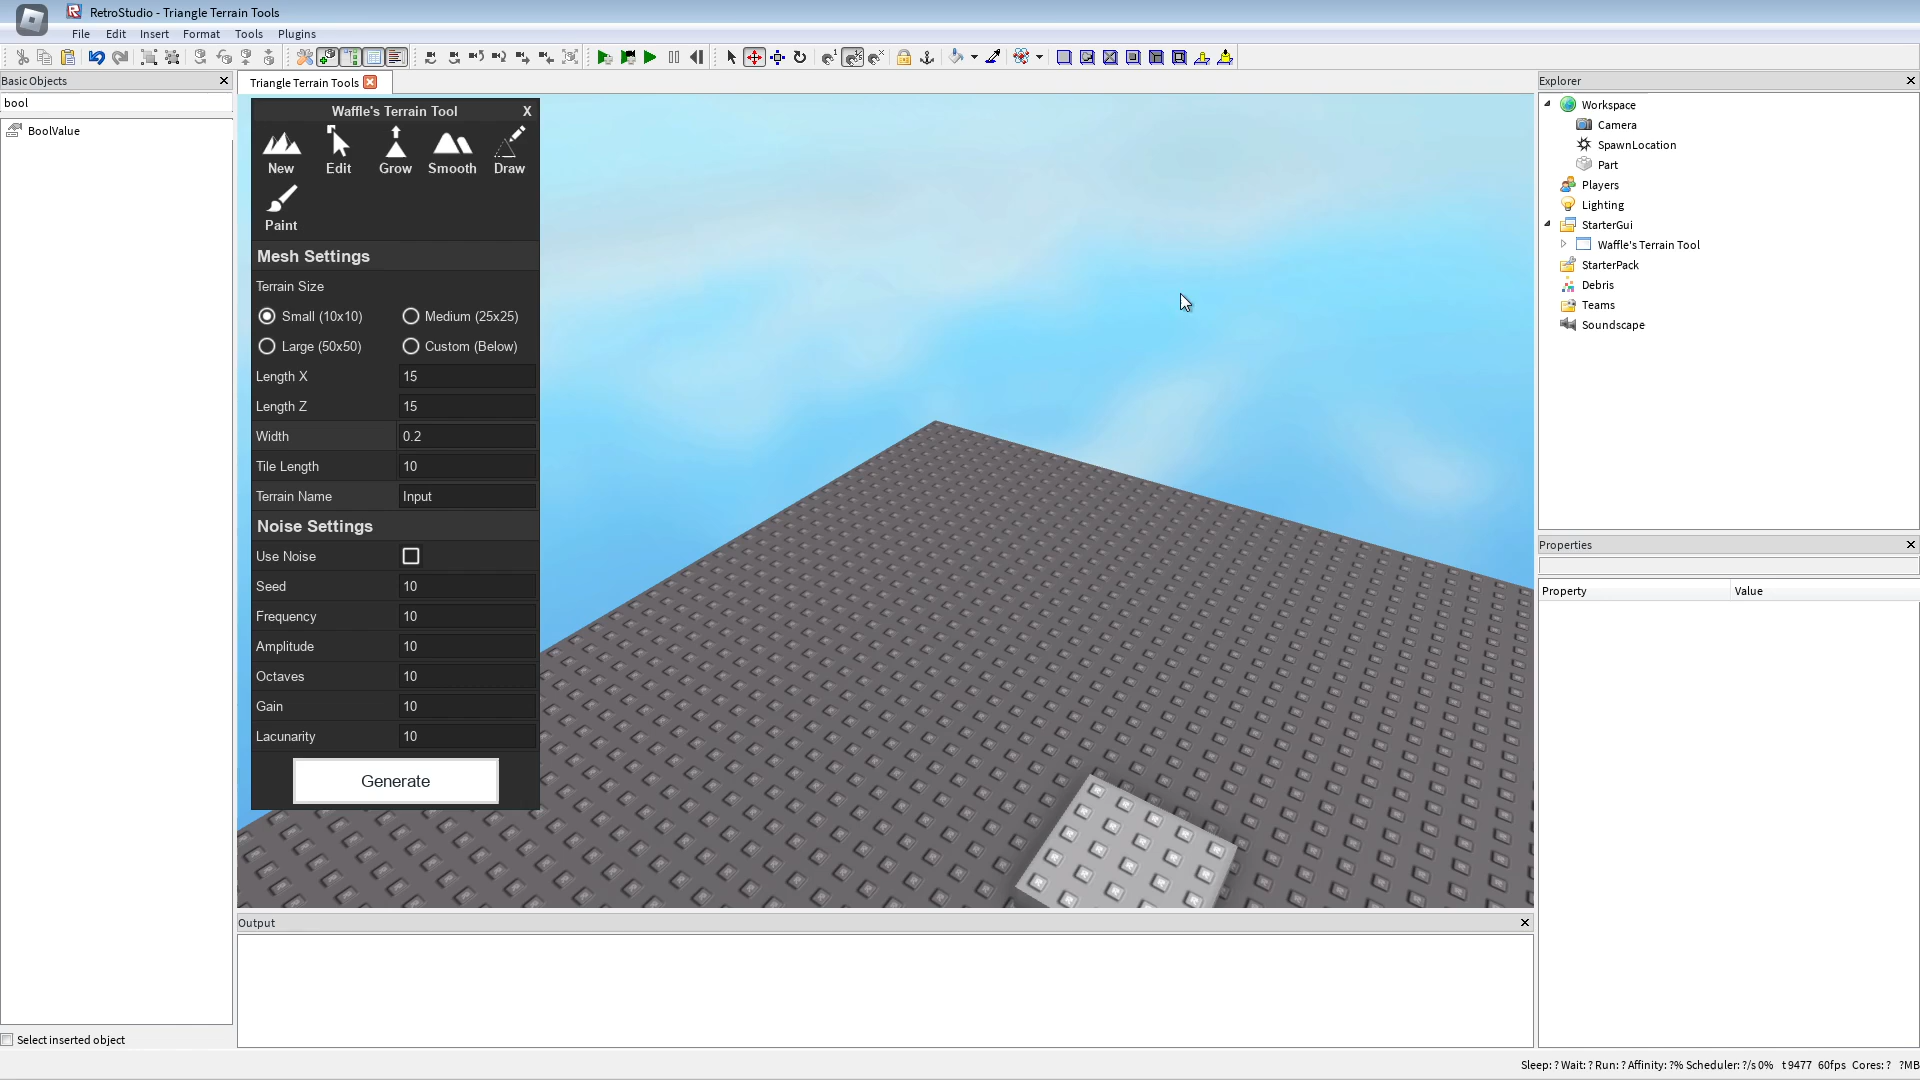 RetroStudio - Triangle Terrain Tools
File Edit Insert Format Tools Plugins
Basic Objects
bool
BoolValue
Select inserted object
Triangle Terrain Tools
Waffle's Terrain Tool X
New Edit Grow Smooth Draw
Paint
Mesh Settings
Terrain Size
Small (10x10) Medium (25x25)
Large (50x50) Custom (Below)
Length X 15
Length Z 15
Width 0.2
Tile Length 10
Terrain Name Input
Noise Settings
Use Noise
Seed 10
Frequency 10
Amplitude 10
Octaves 10
Gain 10
Lacunarity 10
Generate
Output
Explorer
Workspace
Camera
SpawnLocation
Part
Players
Lighting
StarterGui
Waffle's Terrain Tool
StarterPack
Debris
Teams
Soundscape
Properties
Property Value
Sleep: ? Wait: ? Run: ? Affinity: ?% Scheduler: ?/s 0% t 9477 60fps Cores: ? ?MB